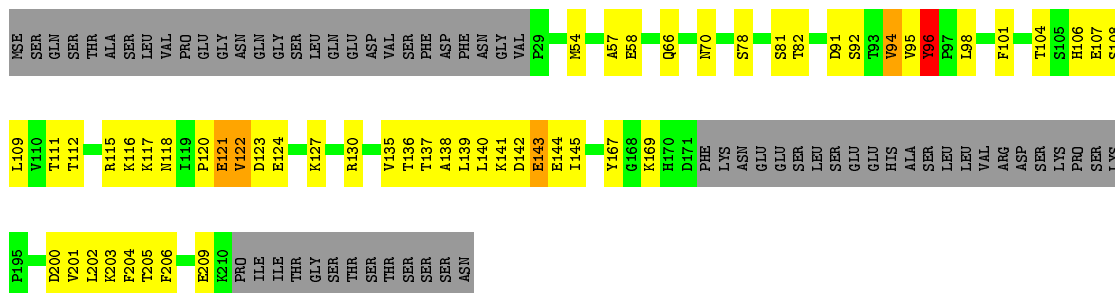 MSE SER GLN SER THR ALA SER LEU VAL PRO GLU GLY ASN GLN GLY SER LEU GLN GLU ASP VAL SER PHE ASP PHE ASN GLY VAL P29 M54 A57 E58 Q66 N70 S78 S81 T82 D91 S92 T93 V94 V95 Y96 P97 L98 F101 T104 S105 H106 E107 S108
L109 V110 T111 T112 R115 K116 K117 N118 I119 P120 E121 V122 D123 E124 K127 R130 V135 T136 T137 A138 L139 L140 K141 D142 E143 E144 I145 Y167 G168 K169 H170 D171 PHE LYS ASN GLU GLU SER LEU SER GLU GLU HIS ALA SER LEU LEU VAL ARG ASP SER LYS PRO SER LYS
P195 D200 V201 L202 K203 F204 T205 F206 E209 K210 PRO ILE ILE THR GLY SER THR SER THR SER SER SER ASN